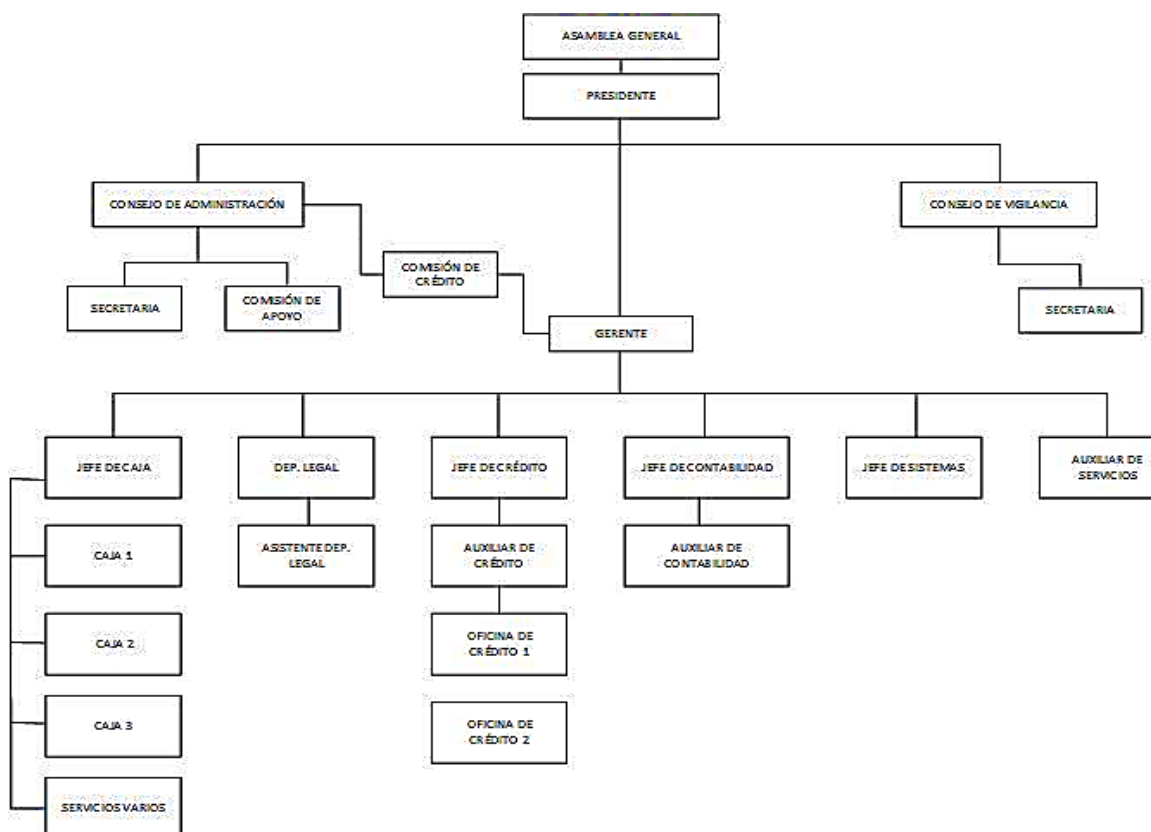 ASAMBLEA GENERAL
PRESIDENTE
CONSEJO DE ADMINISTRACIÓN
CONSEJO DE VIGILANCIA
COMISIÓN DE
CRÉDITO
SECRETARIA
COMISIÓN DE
APOYO
SECRETARIA
GERENTE
JEFE DE CAJA
DEP. LEGAL
JEFE DE CRÉDITO
JEFE DE CONTABILIDAD
JEFE DE SISTEMAS
AUXILIAR DE
SERVICIOS
CAJA 1
ASISTENTE DEP.
LEGAL
AUXILIAR DE
CRÉDITO
AUXILIAR DE
CONTABILIDAD
CAJA 2
OFICINA DE
CRÉDITO 1
CAJA 3
OFICINA DE
CRÉDITO 2
SERVICIOS VARIOS